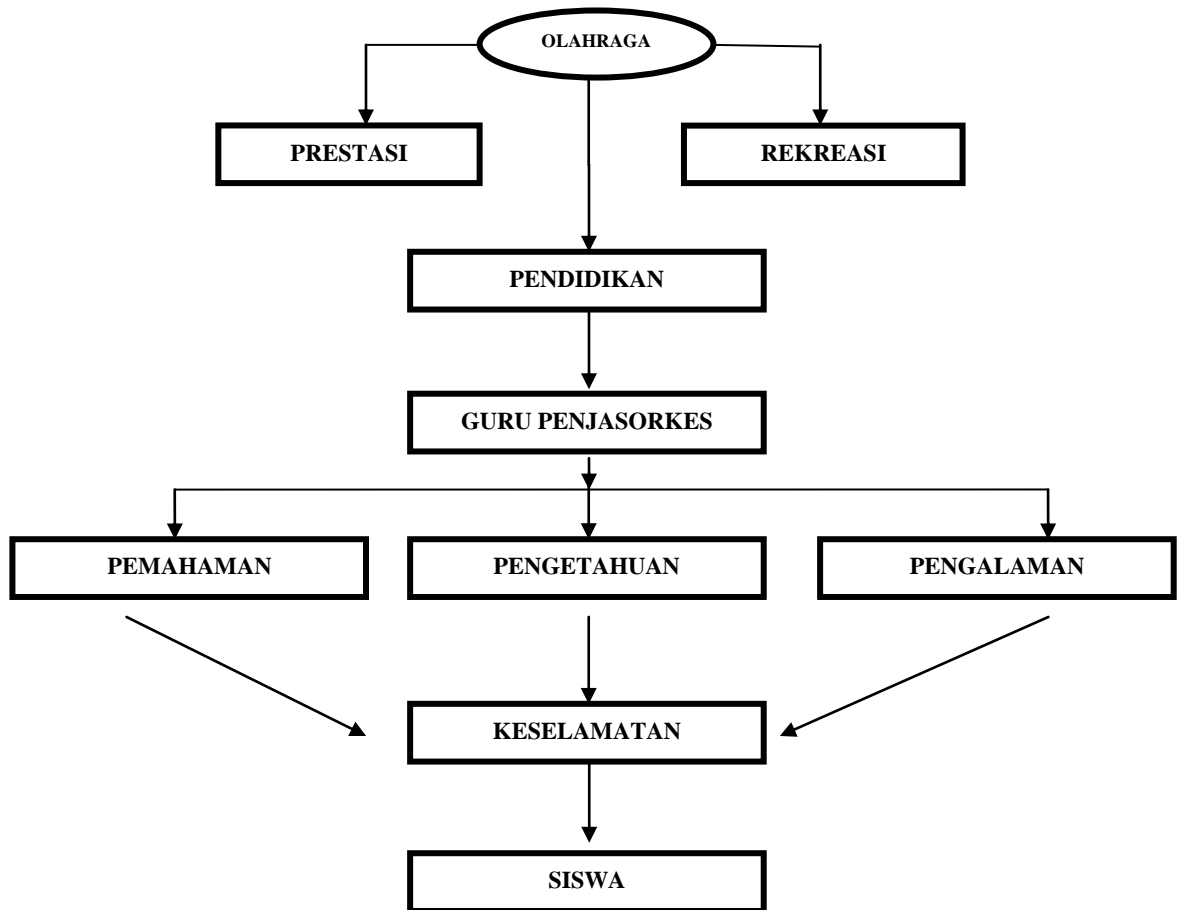 OLAHRAGA
PRESTASI
REKREASI
PENDIDIKAN
GURU PENJASORKES
PEMAHAMAN
PENGETAHUAN
PENGALAMAN
KESELAMATAN
SISWA